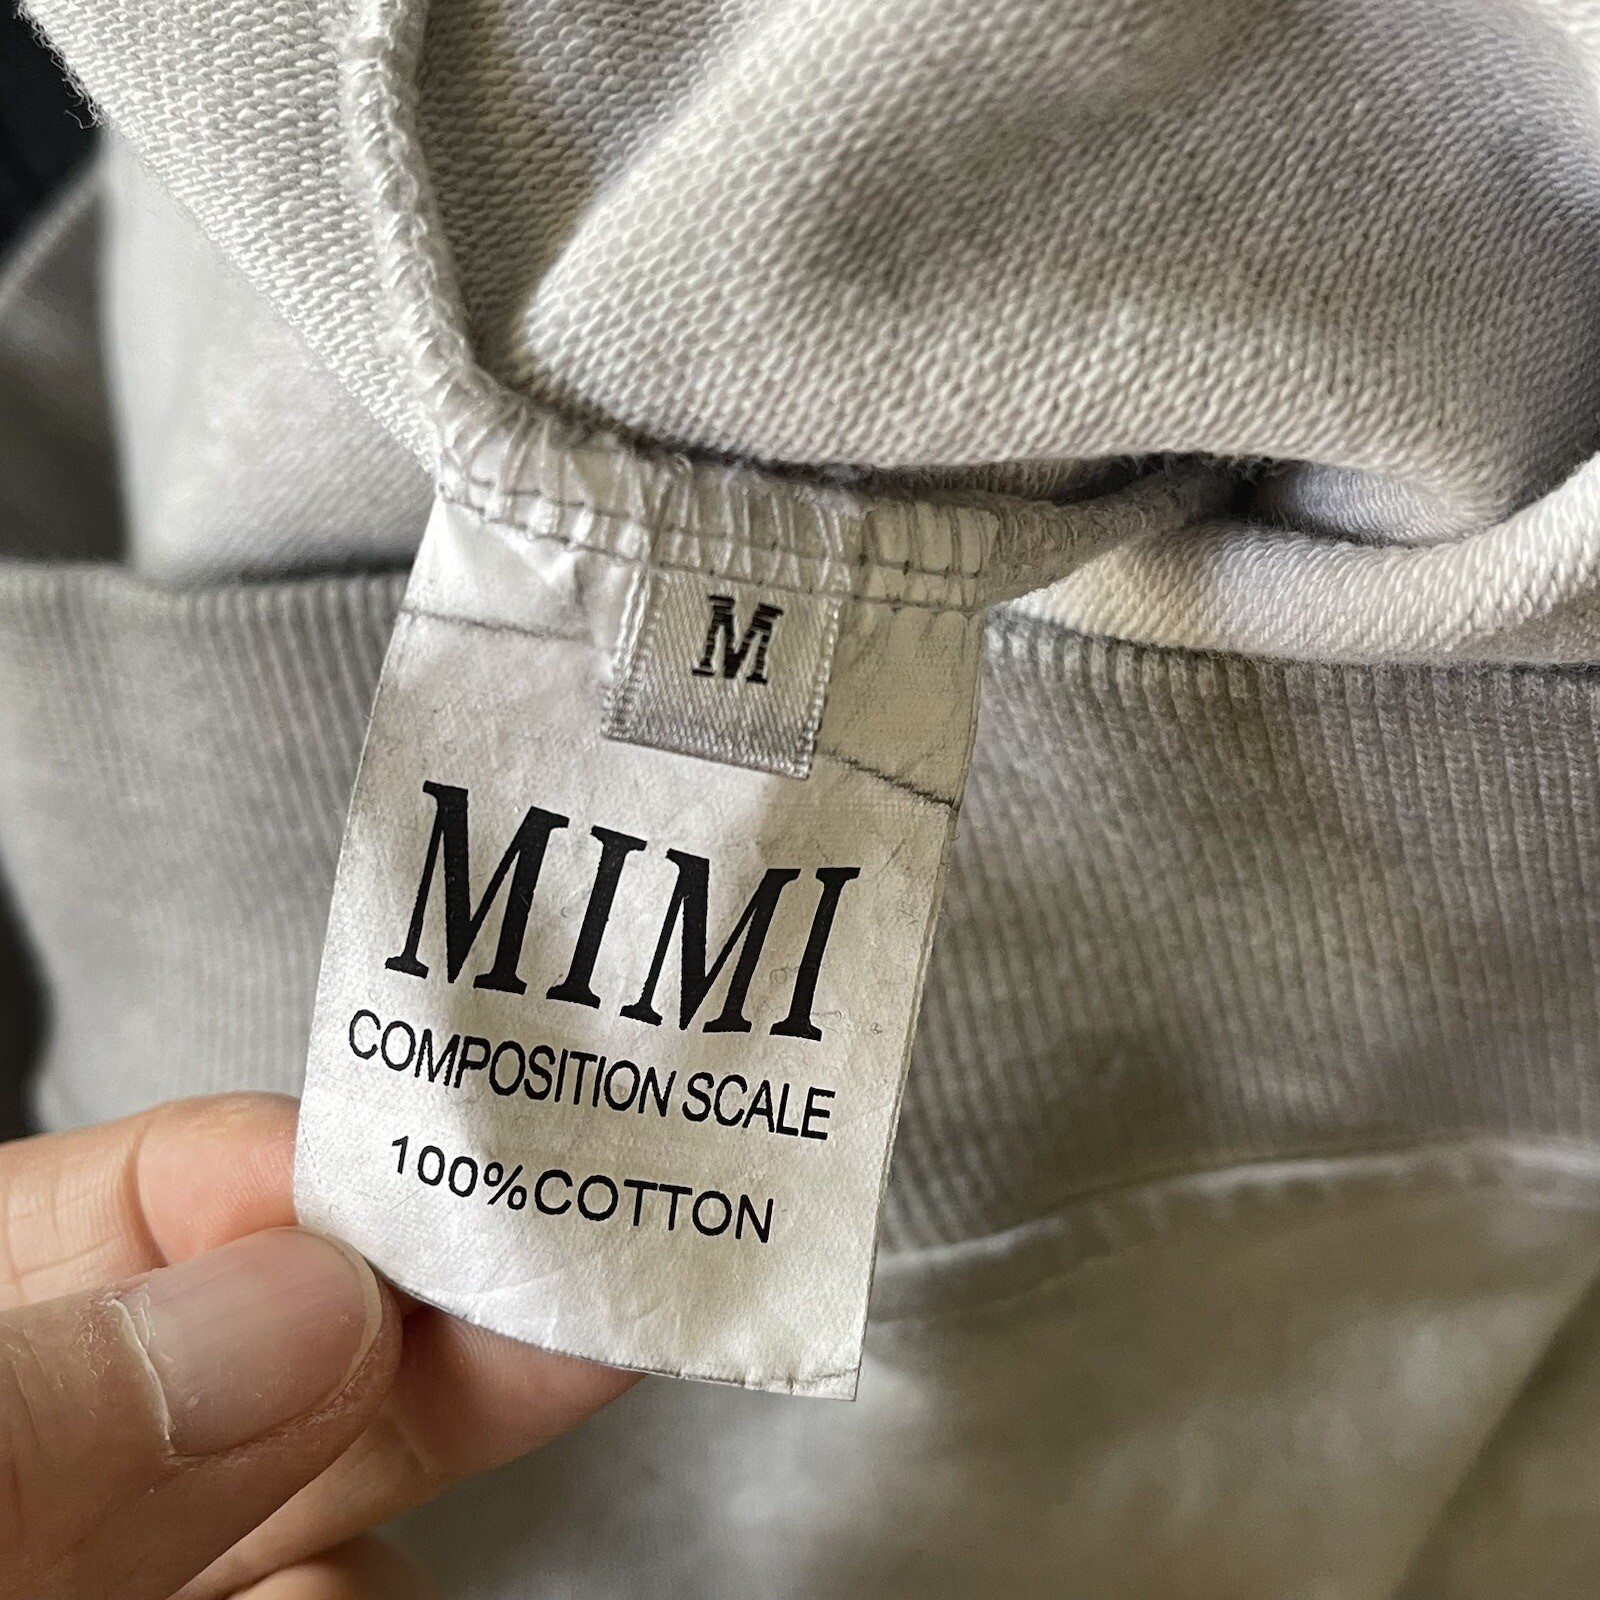 M
MIMI
COMPOSITION SCALE
100%COTTON